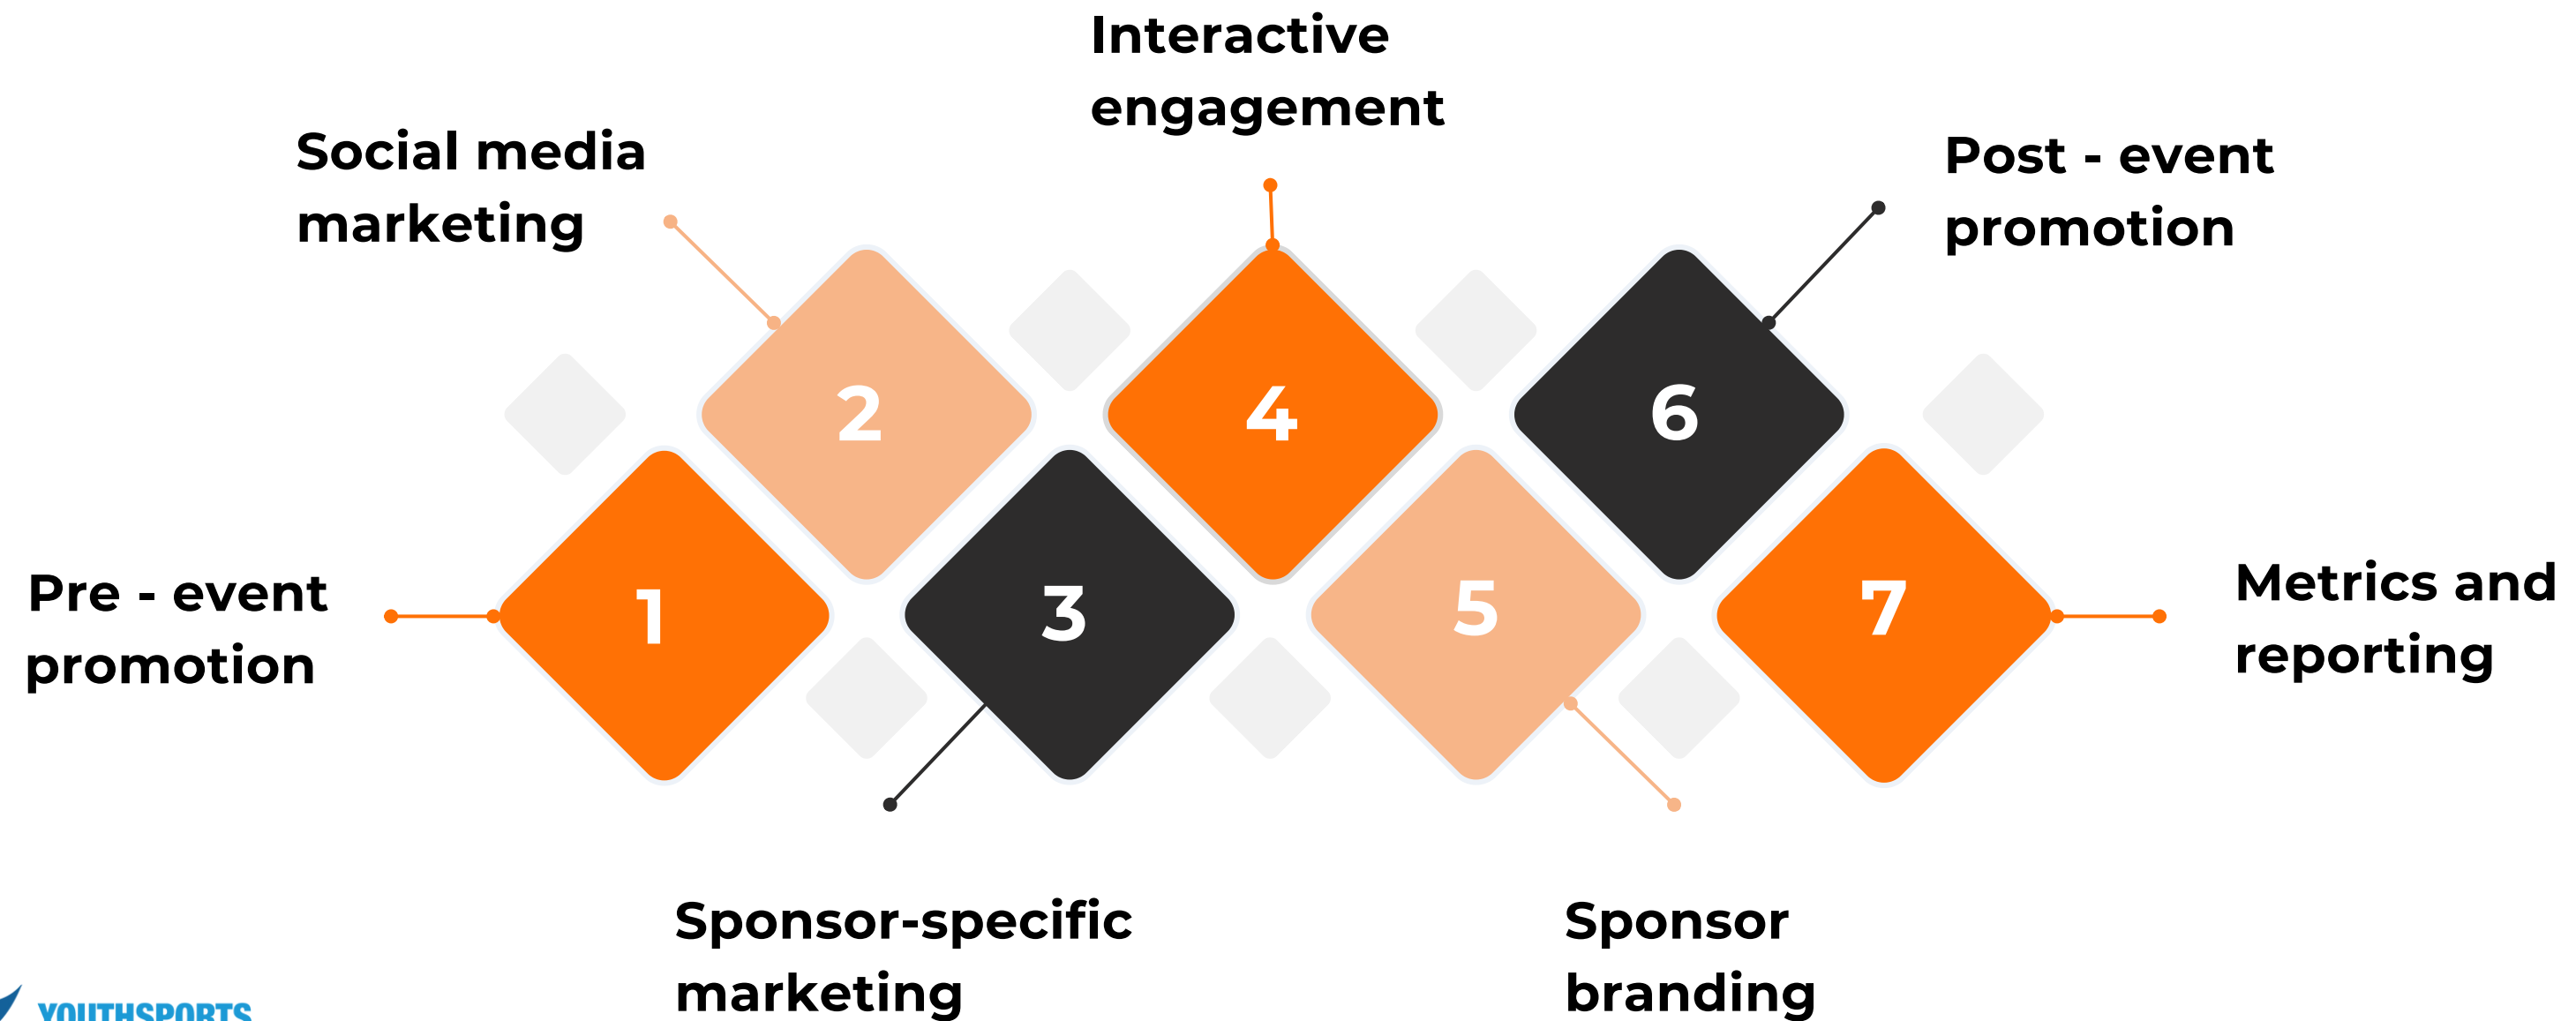 Interactive
engagement
Social media
marketing
Post - event
promotion
2
4
6
1
3
5
7
Pre - event
promotion
Metrics and
reporting
Sponsor-specific
marketing
Sponsor
branding
YOUTHSPORTS